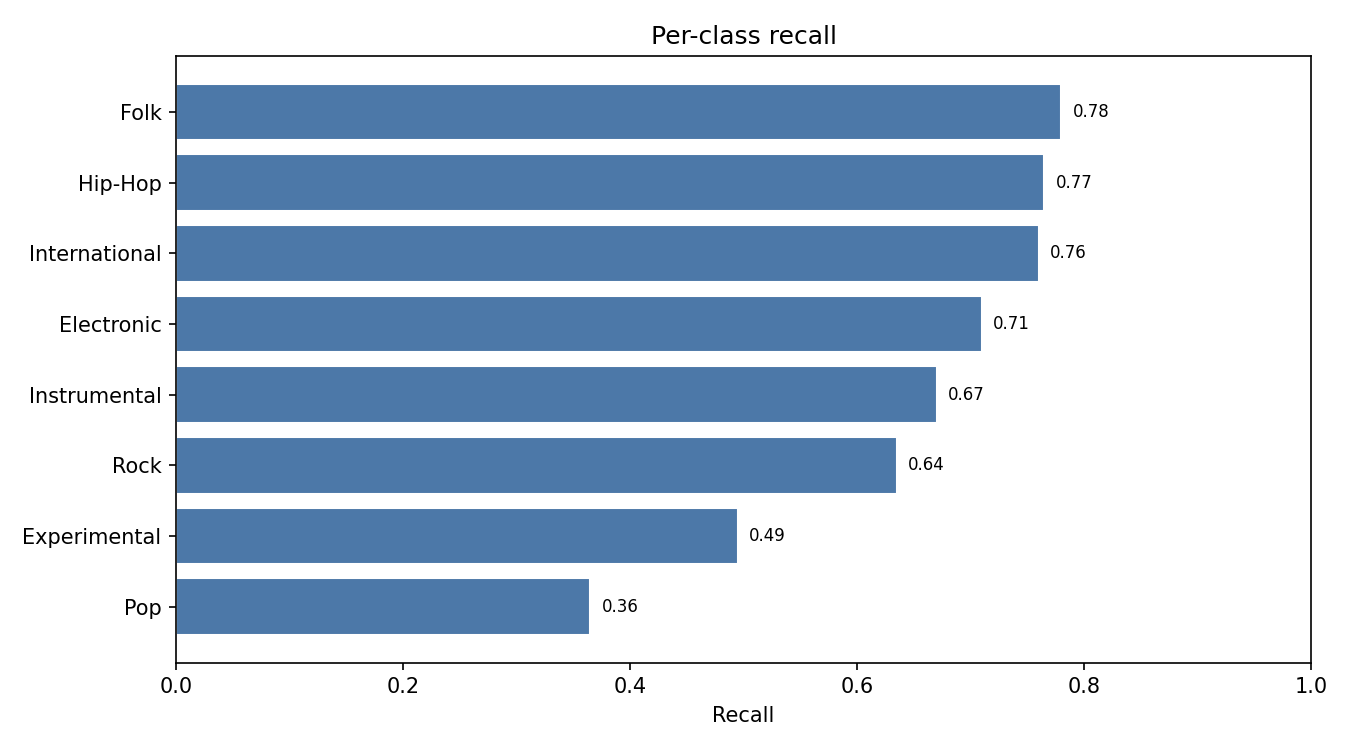 Per-class recall
Folk 0.78
Hip-Hop 0.77
International 0.76
Electronic 0.71
Instrumental 0.67
Rock 0.64
Experimental 0.49
Pop 0.36
0.0 0.2 0.4 0.6 0.8 1.0
Recall